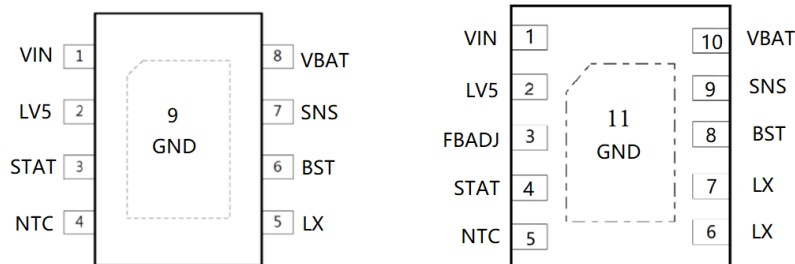 VIN 1
8 VBAT
LV5 2
7 SNS
9
GND
STAT 3
6 BST
NTC 4
5 LX
VIN 1
10 VBAT
LV5 2
9 SNS
FBADJ 3
8 BST
11
GND
STAT 4
7 LX
NTC 5
6 LX